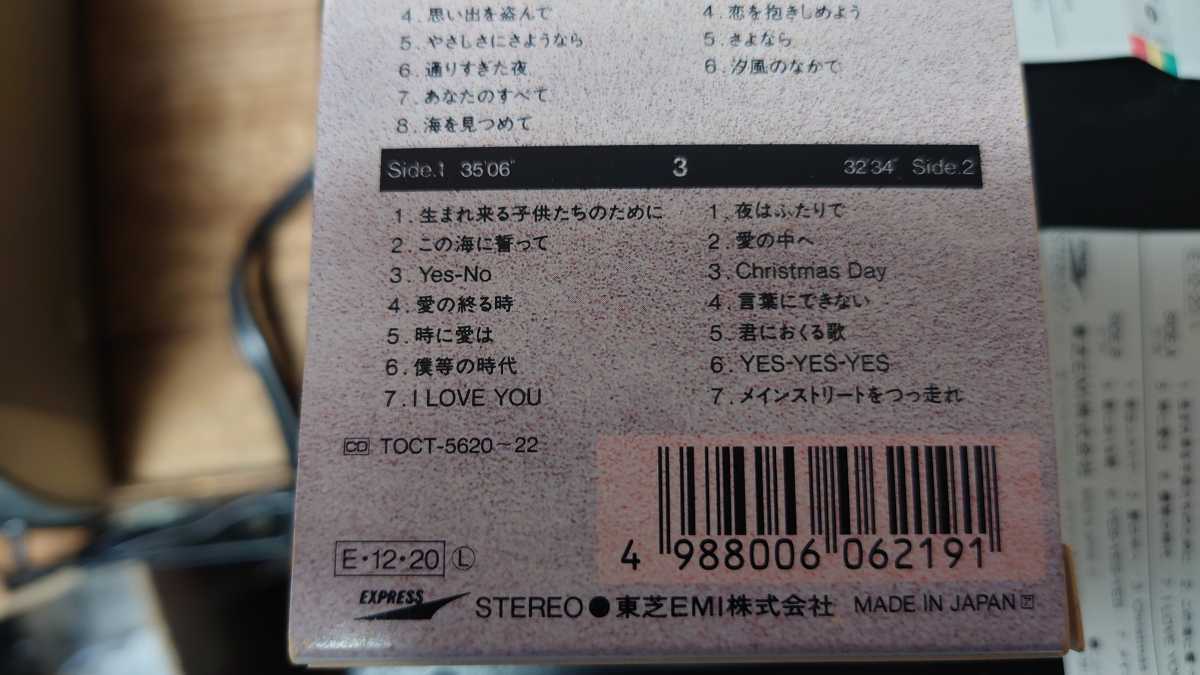 4. 思い出を盗んで
5. やさしさにさようなら
6. 通りすぎた夜
7. あなたのすべて
8. 海を見つめて
4. 恋を抱きしめよう
5. さよなら
6. 汐風のなかで
Side.1 35'06" 3 32'34" Side.2
1. 生まれ来る子供たちのために
2. この海に誓って
3. Yes-No
4. 愛の終る時
5. 時に愛は
6. 僕等の時代
7. I LOVE YOU
1. 夜はふたりで
2. 愛の中へ
3. Christmas Day
4. 言葉にできない
5. 君におくる歌
6. YES-YES-YES
7. メインストリートをつっ走れ
CD TOCT-5620～22
4 988006 062191
E・12・20 Ⓛ
EXPRESS STEREO●東芝EMI株式会社 MADE IN JAPAN